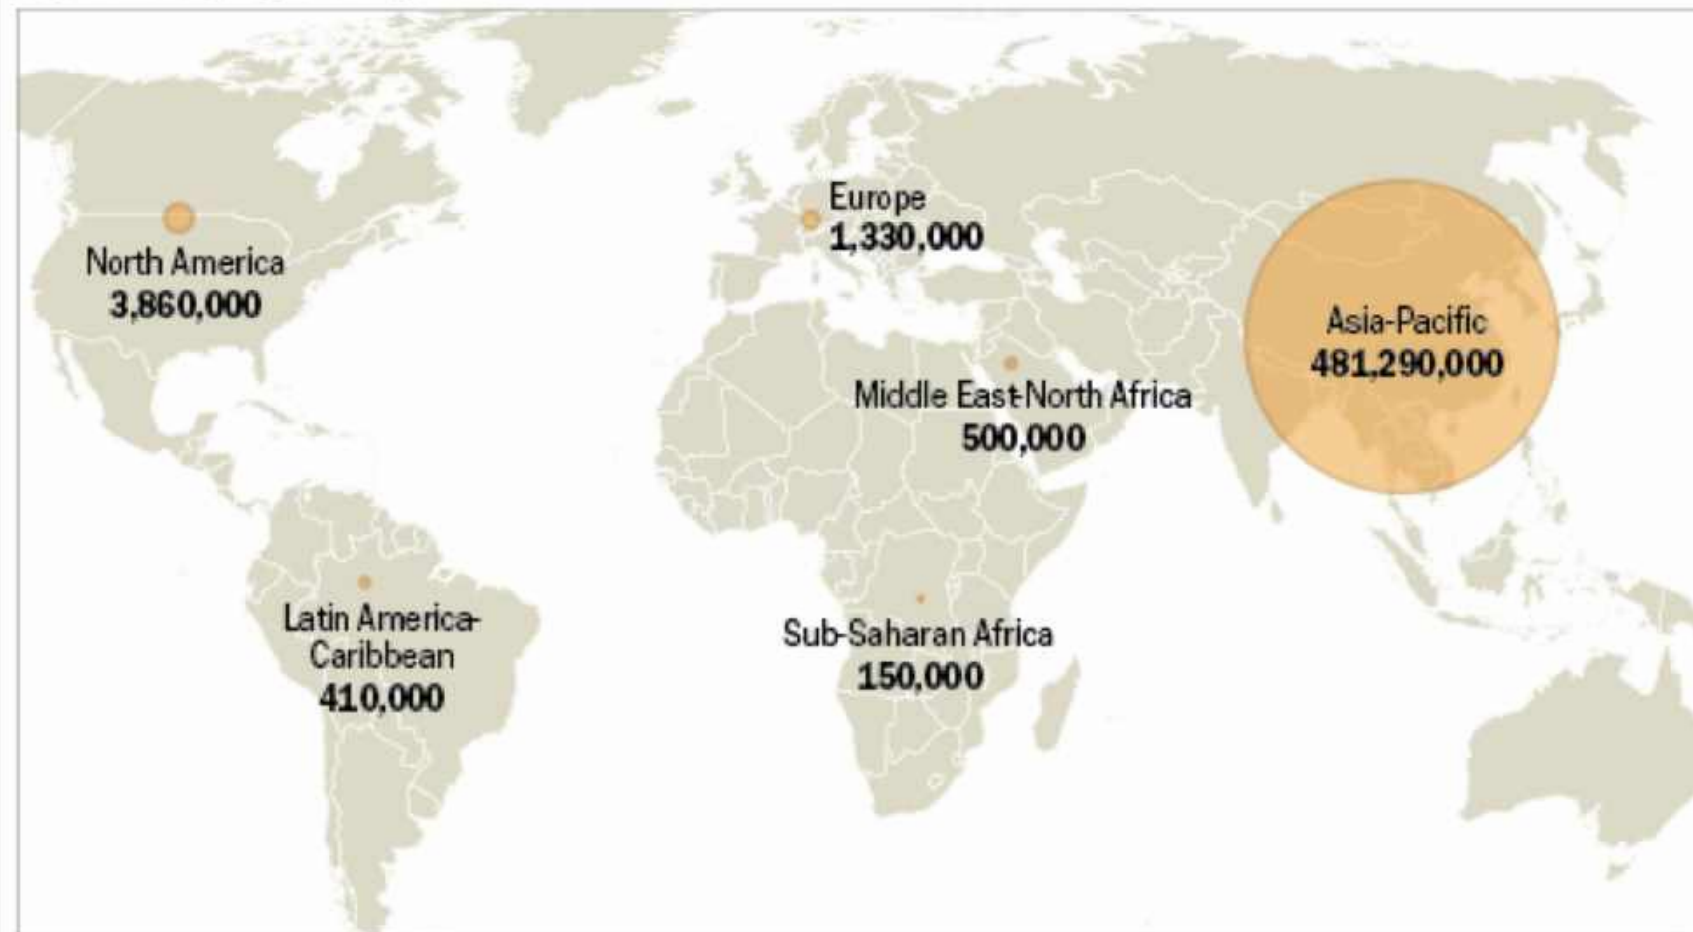 Europe
1,330,000
North America
3,860,000
Asia-Pacific
481,290,000
Middle East-North Africa
500,000
Latin America-
Caribbean
410,000
Sub-Saharan Africa
150,000